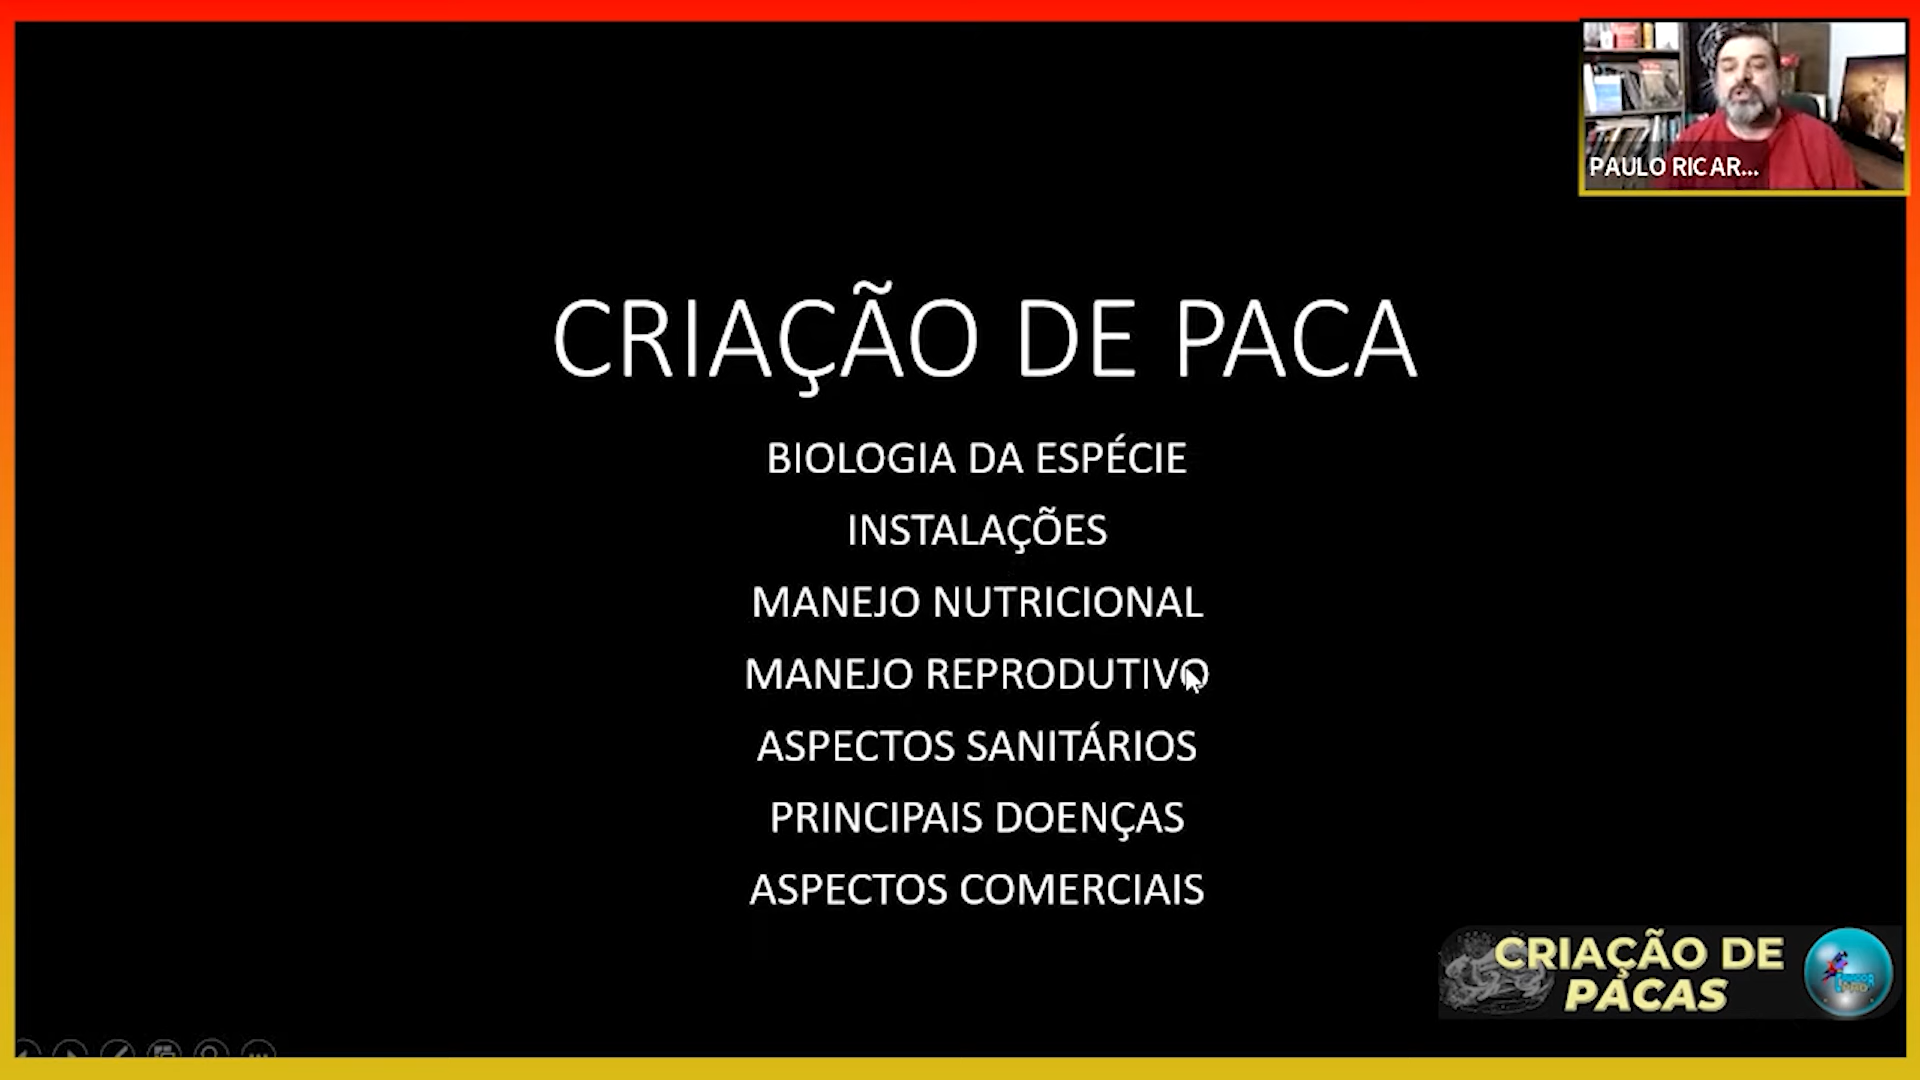 PAULO RICAR...
CRIAÇÃO DE PACA
BIOLOGIA DA ESPÉCIE
INSTALAÇÕES
MANEJO NUTRICIONAL
MANEJO REPRODUTIVO
ASPECTOS SANITÁRIOS
PRINCIPAIS DOENÇAS
ASPECTOS COMERCIAIS
CRIAÇÃO DE
PACAS